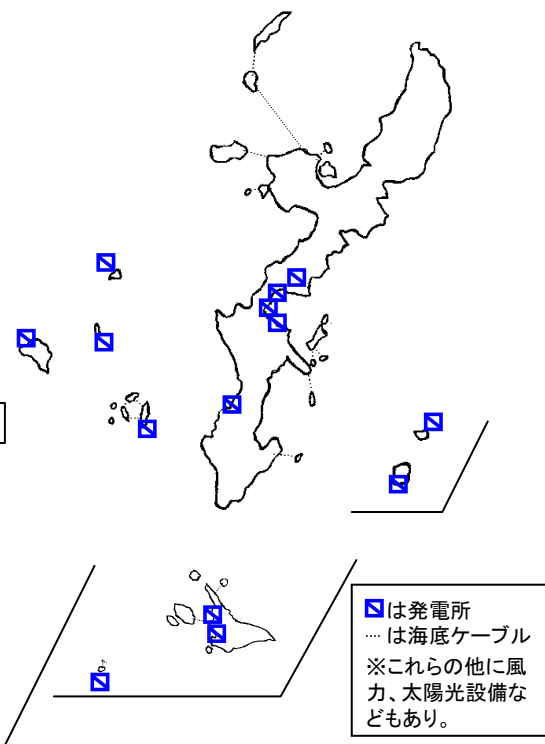 は発電所
は海底ケーブル
※これらの他に風
力、太陽光設備な
どもあり。